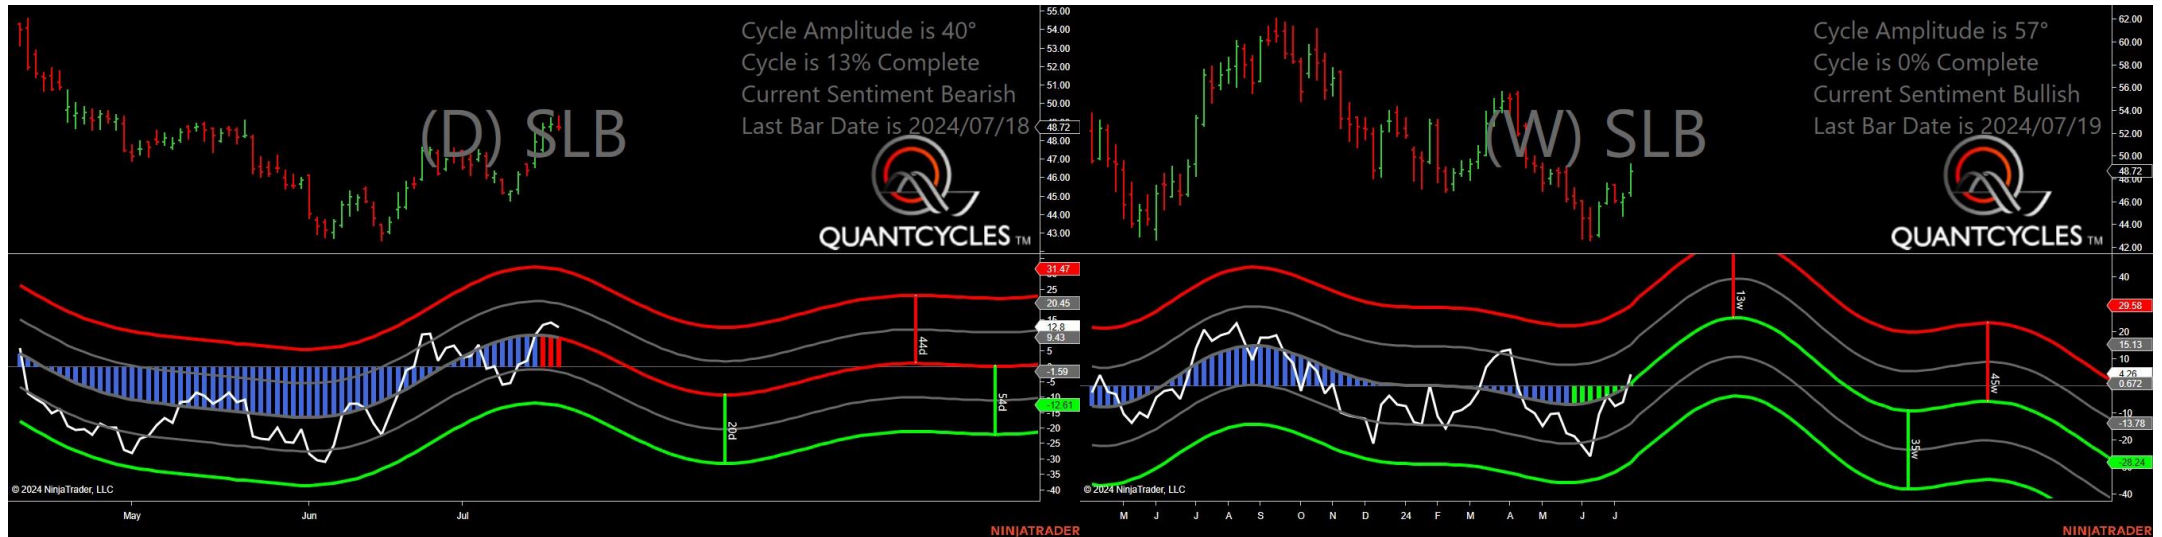 Cycle Amplitude is 40°
Cycle is 13% Complete
Current Sentiment Bearish
Last Bar Date is 2024/07/18
(D) SLB
QUANTCYCLES TM
55.00
54.00
53.00
52.00
51.00
50.00
48.72
48.00
47.00
46.00
45.00
44.00
43.00
31.47
25
20.45
12.8
9.43
5
-1.59
-5
-12.61
-15
-20
-25
-30
-35
-40
44d
20d
54d
© 2024 NinjaTrader, LLC
May
Jun
Jul
NINJATRADER
Cycle Amplitude is 57°
Cycle is 0% Complete
Current Sentiment Bullish
Last Bar Date is 2024/07/19
(W) SLB
QUANTCYCLES TM
62.00
60.00
58.00
56.00
54.00
52.00
50.00
48.72
48.00
46.00
44.00
42.00
40
29.58
20
15.13
10
4.26
0.672
-10
-13.78
-20
-28.24
-40
13w
35w
45w
© 2024 NinjaTrader, LLC
M J J A S O N D 24 F M A M J J
NINJATRADER